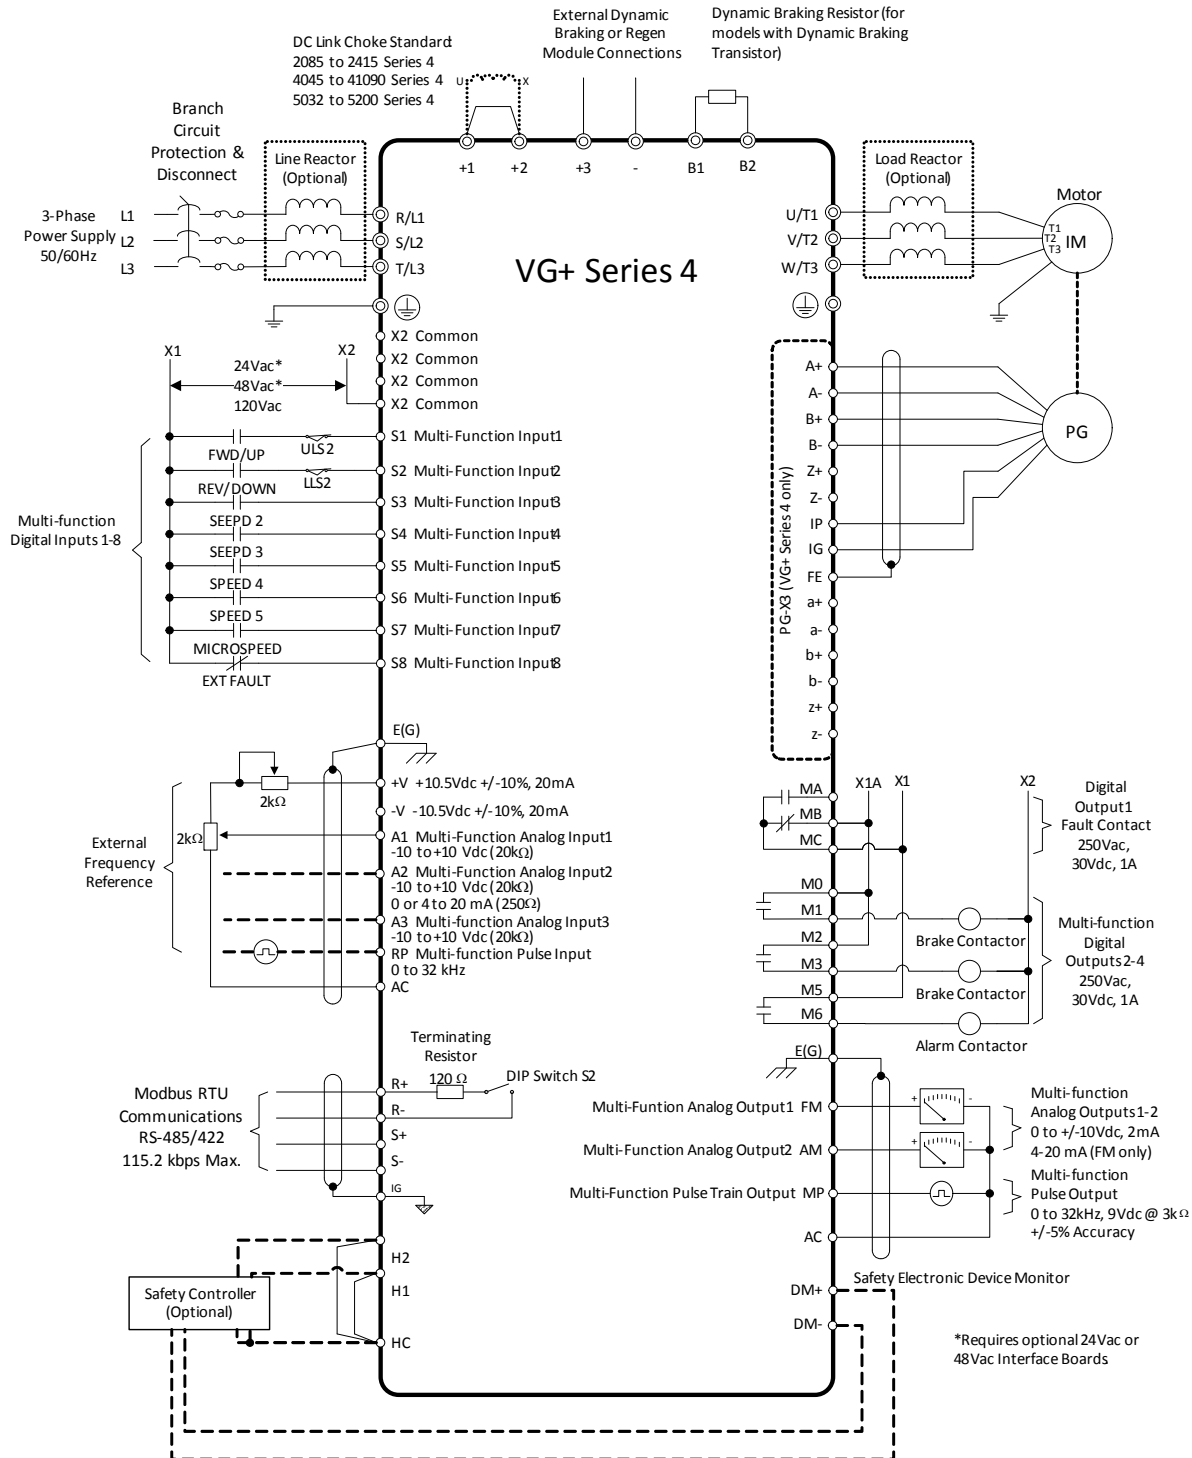 External Dynamic
Braking or Regen
Module Connections
Dynamic Braking Resistor (for
models with Dynamic Braking
Transistor)
DC Link Choke Standard:
2085 to 2415 Series 4
4045 to 41090 Series 4
5032 to 5200 Series 4
U
X
Branch
Circuit
Protection &
Disconnect
Line Reactor
(Optional)
+1
+2
+3
-
B1
B2
Load Reactor
(Optional)
Motor
3-Phase
Power Supply
50/60Hz
L1
L2
L3
R/L1
S/L2
T/L3
VG+ Series 4
U/T1
V/T2
W/T3
T1
T2
T3
IM
X2 Common
X2 Common
X2 Common
X2 Common
X1
X2
24Vac*
48Vac*
120Vac
S1 Multi-Function Input1
FWD/UP
ULS2
S2 Multi-Function Input2
REV/DOWN
LLS2
S3 Multi-Function Input3
SEEPD 2
S4 Multi-Function Input4
SEEPD 3
S5 Multi-Function Input5
SPEED 4
S6 Multi-Function Input6
SPEED 5
S7 Multi-Function Input7
MICROSPEED
S8 Multi-Function Input8
EXT FAULT
Multi-function
Digital Inputs 1-8
PG-X3 (VG+ Series 4 only)
A+
A-
B+
B-
Z+
Z-
IP
IG
FE
a+
a-
b+
b-
z+
z-
PG
E(G)
+V +10.5Vdc +/-10%, 20mA
2kΩ
-V -10.5Vdc +/-10%, 20mA
2kΩ
A1 Multi-Function Analog Input1
-10 to +10 Vdc (20kΩ)
A2 Multi-Function Analog Input2
-10 to +10 Vdc (20kΩ)
0 or 4 to 20 mA (250Ω)
A3 Multi-function Analog Input3
-10 to +10 Vdc (20kΩ)
RP Multi-function Pulse Input
0 to 32 kHz
AC
External
Frequency
Reference
MA
MB
MC
X1A
X1
X2
Digital
Output1
Fault Contact
250Vac,
30Vdc, 1A
M0
M1
M2
M3
M5
M6
Brake Contactor
Brake Contactor
Alarm Contactor
Multi-function
Digital
Outputs 2-4
250Vac,
30Vdc, 1A
E(G)
Terminating
Resistor
120 Ω
DIP Switch S2
R+
R-
S+
S-
IG
Modbus RTU
Communications
RS-485/422
115.2 kbps Max.
Multi-Funtion Analog Output1 FM
+
-
Multi-Function Analog Output2 AM
+
-
Multi-Function Pulse Train Output MP
AC
Multi-function
Analog Outputs 1-2
0 to +/-10Vdc, 2mA
4-20 mA (FM only)
Multi-function
Pulse Output
0 to 32kHz, 9Vdc @ 3kΩ
+/-5% Accuracy
H2
H1
HC
Safety Controller
(Optional)
Safety Electronic Device Monitor
DM+
DM-
*Requires optional 24Vac or
48Vac Interface Boards